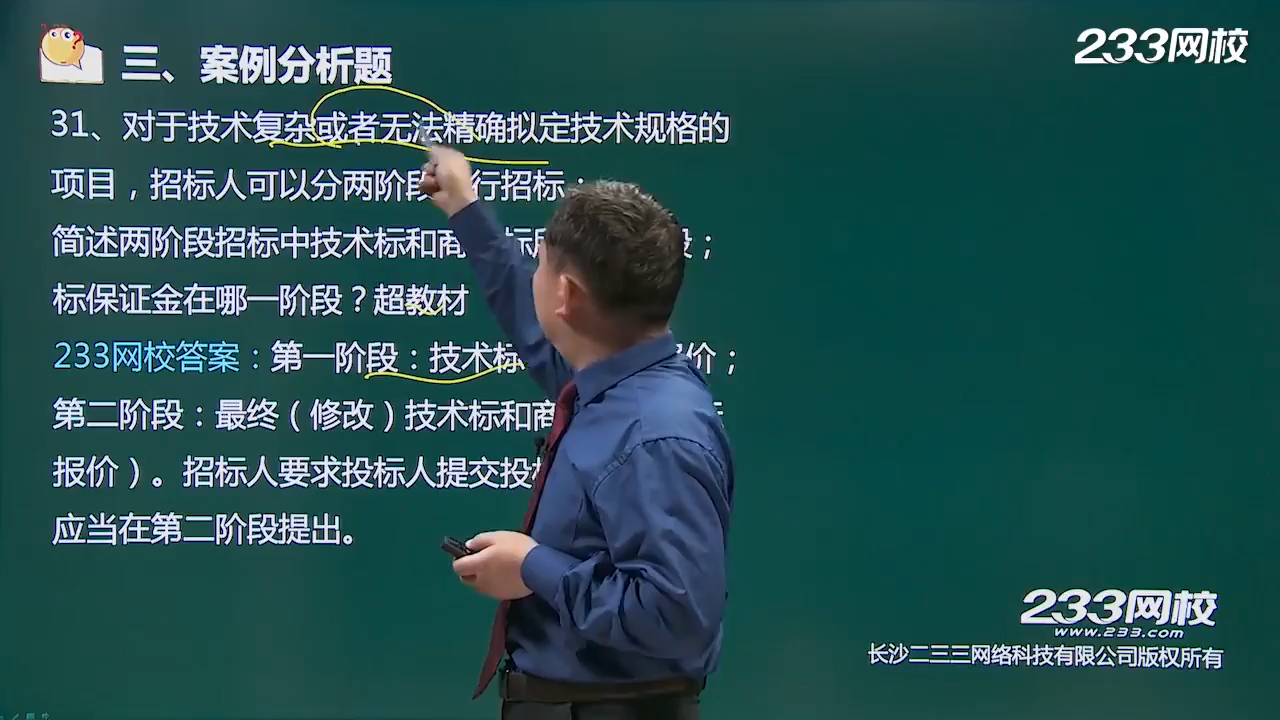 三、案例分析题
233网校
31、对于技术复杂或者无法精确拟定技术规格的
项目，招标人可以分两阶段行招标；
简述两阶段招标中技术标和商标段；
标保证金在哪一阶段？超教材
233网校答案：第一阶段：技术标价；
第二阶段：最终（修改）技术标和商
报价）。招标人要求投标人提交投
应当在第二阶段提出。
233网校
www.233.com
长沙二三三网络科技有限公司版权所有